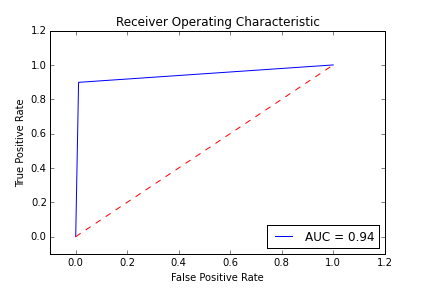 Receiver Operating Characteristic
1.2
1.0
0.8
0.6
0.4
0.2
0.0
True Positive Rate
AUC = 0.94
0.0 0.2 0.4 0.6 0.8 1.0 1.2
False Positive Rate